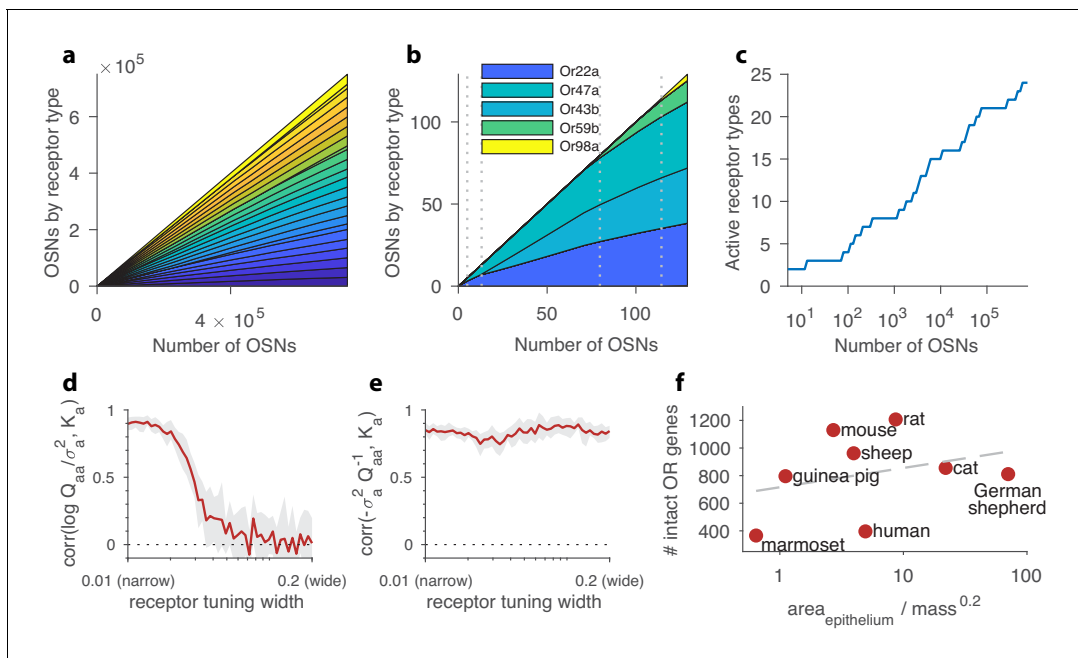 a
× 10^5
6
4
2
0
OSNs by receptor type
0
4 × 10^5
Number of OSNs
b
Or22a
Or47a
Or43b
Or59b
Or98a
100
50
0
OSNs by receptor type
0 50 100
Number of OSNs
c
25
20
15
10
5
0
Active receptor types
10^1 10^2 10^3 10^4 10^5
Number of OSNs
d
1
0
corr(log Q_aa/σ_a^2, K_a)
0.01 (narrow) 0.2 (wide)
receptor tuning width
e
1
0
corr(-σ_a^2 Q_aa^-1, K_a)
0.01 (narrow) 0.2 (wide)
receptor tuning width
f
1200
1000
800
600
400
# intact OR genes
rat
mouse
sheep
guinea pig
cat
German
shepherd
human
marmoset
1 10 100
area_epithelium / mass^0.2